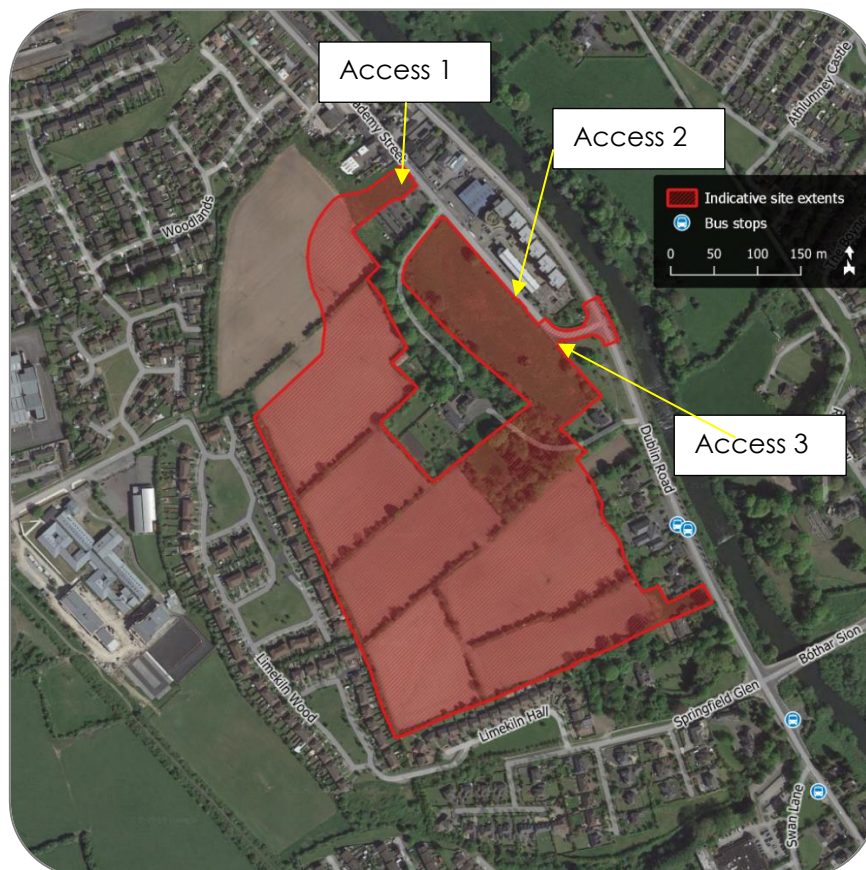 Access 1
ademy Street
Access 2
Athlumney Castle
Indicative site extents
Bus stops
0 50 100 150 m
Woodlands
Access 3
Dublin Road
Limekiln Wood
Limekiln Hall
Springfield Glen
Bóthar Sion
Swan Lane